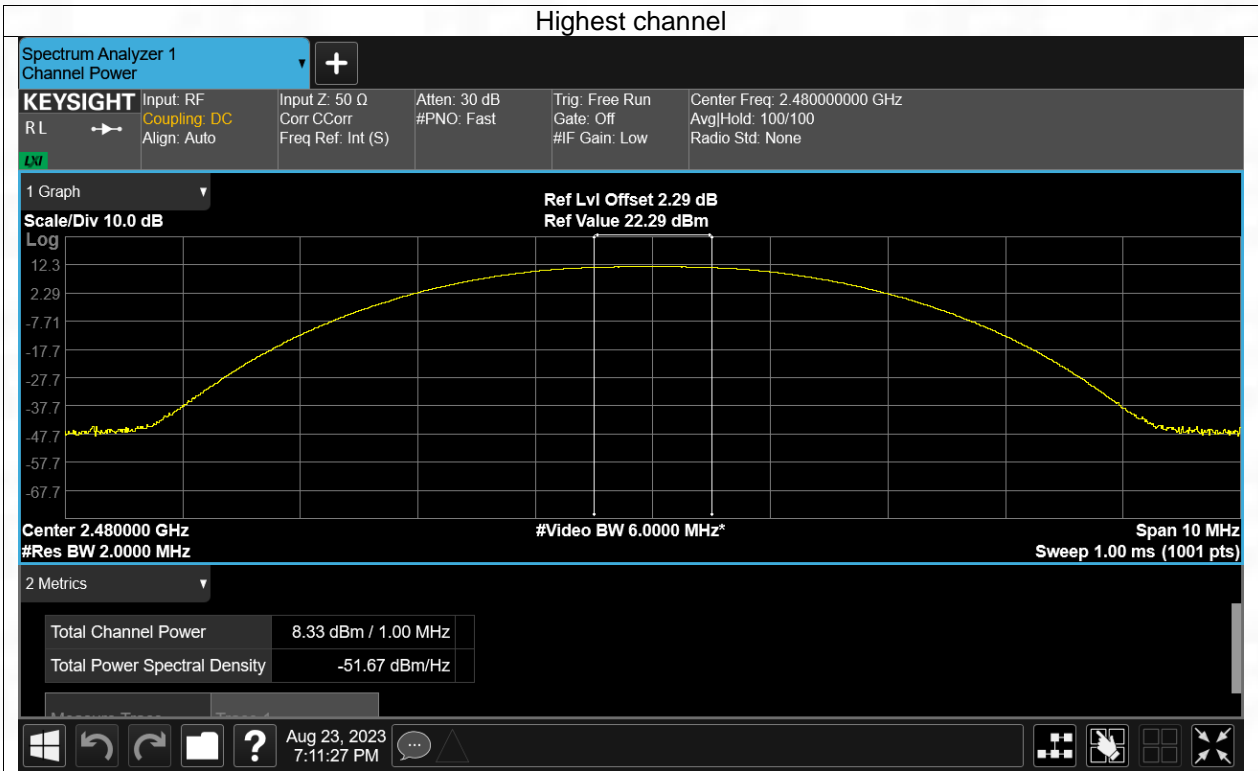 Highest channel
Spectrum Analyzer 1
Channel Power
KEYSIGHT
RL
LXI
Input: RF
Coupling: DC
Align: Auto
Input Z: 50 Ω
Corr CCorr
Freq Ref: Int (S)
Atten: 30 dB
#PNO: Fast
Trig: Free Run
Gate: Off
#IF Gain: Low
Center Freq: 2.480000000 GHz
Avg|Hold: 100/100
Radio Std: None
1 Graph
Scale/Div 10.0 dB
Ref Lvl Offset 2.29 dB
Ref Value 22.29 dBm
Log
12.3
2.29
-7.71
-17.7
-27.7
-37.7
-47.7
-57.7
-67.7
Center 2.480000 GHz
#Video BW 6.0000 MHz*
Span 10 MHz
#Res BW 2.0000 MHz
Sweep 1.00 ms (1001 pts)
2 Metrics
Total Channel Power 8.33 dBm / 1.00 MHz
Total Power Spectral Density -51.67 dBm/Hz
Aug 23, 2023
7:11:27 PM